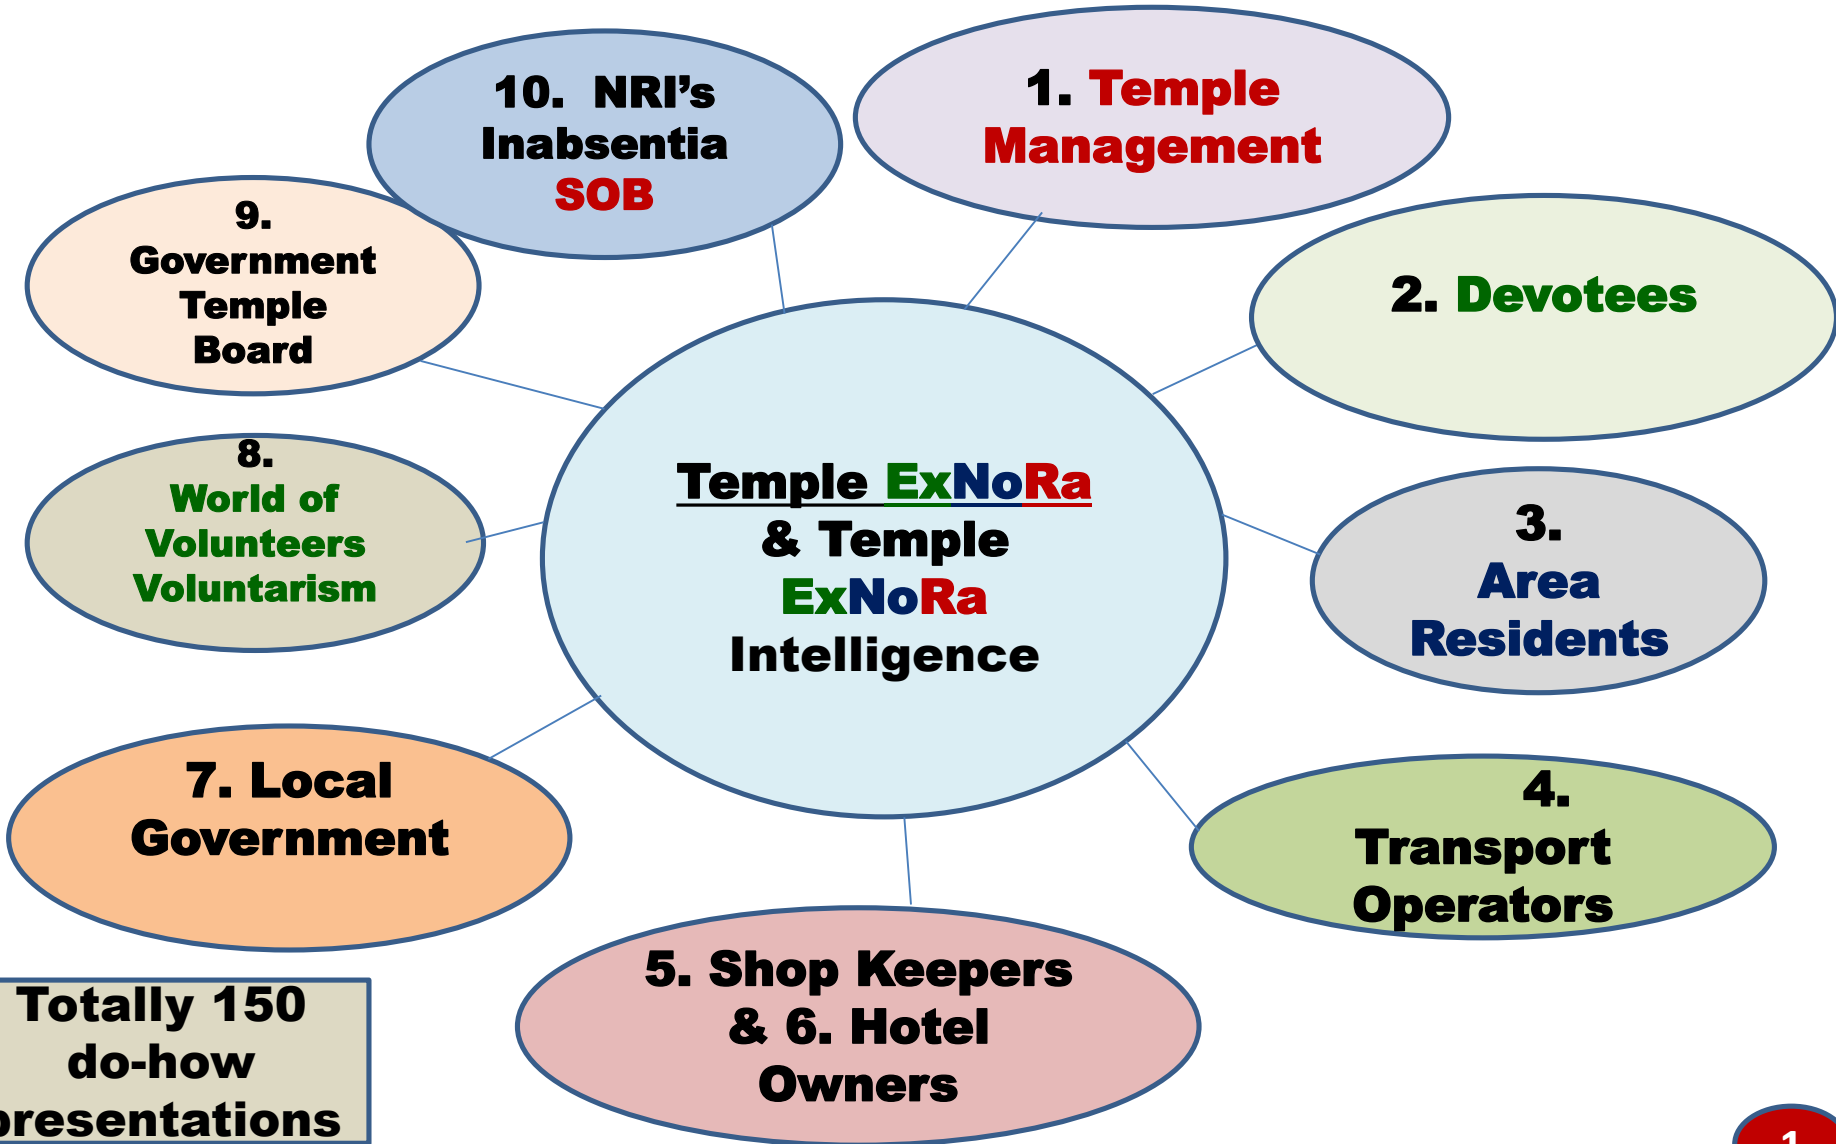 10. NRI’s
Inabsentia
SOB
1. Temple
Management
9.
Government
Temple
Board
2. Devotees
8.
World of
Volunteers
Voluntarism
Temple ExNoRa
& Temple
ExNoRa
Intelligence
3.
Area
Residents
7. Local
Government
4.
Transport
Operators
5. Shop Keepers
& 6. Hotel
Owners
Totally 150
do-how
presentations
1